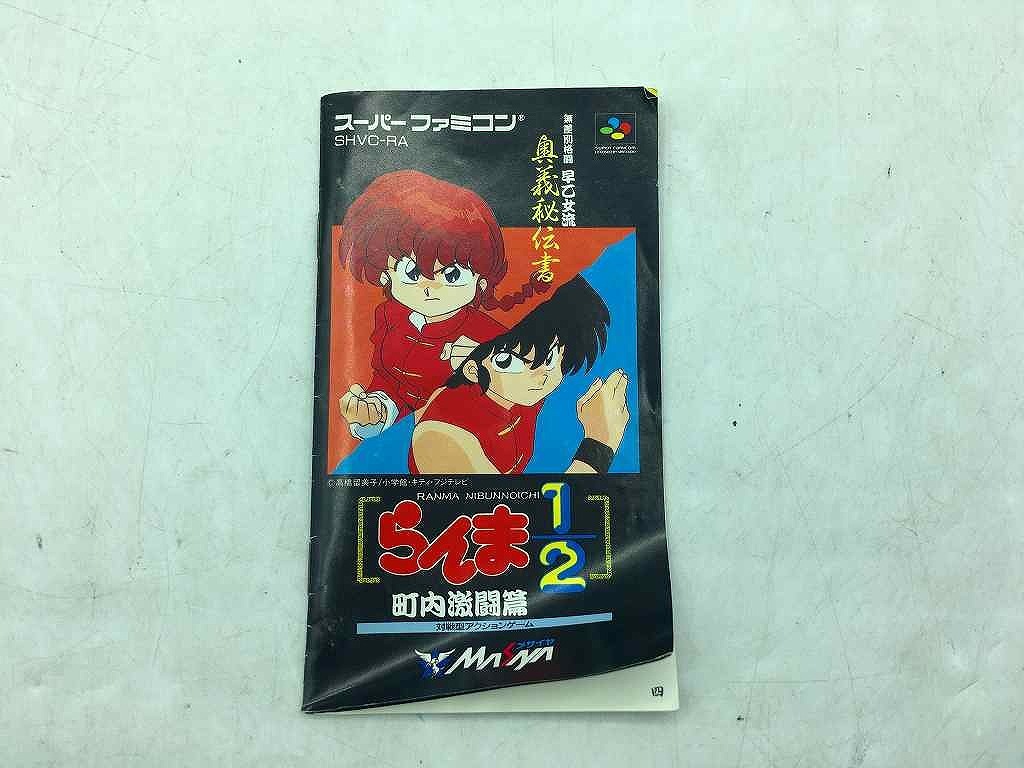 スーパーファミコン®
SHVC-RA
無差別格闘 早乙女流
奥義秘伝書
SUPER FAMICOM
©高橋留美子/小学館・キティ・フジテレビ
RANMA NIBUNNOICHI
らんま1/2
町内激闘篇
対戦型アクションゲーム
メサイヤ
MASAYA
四